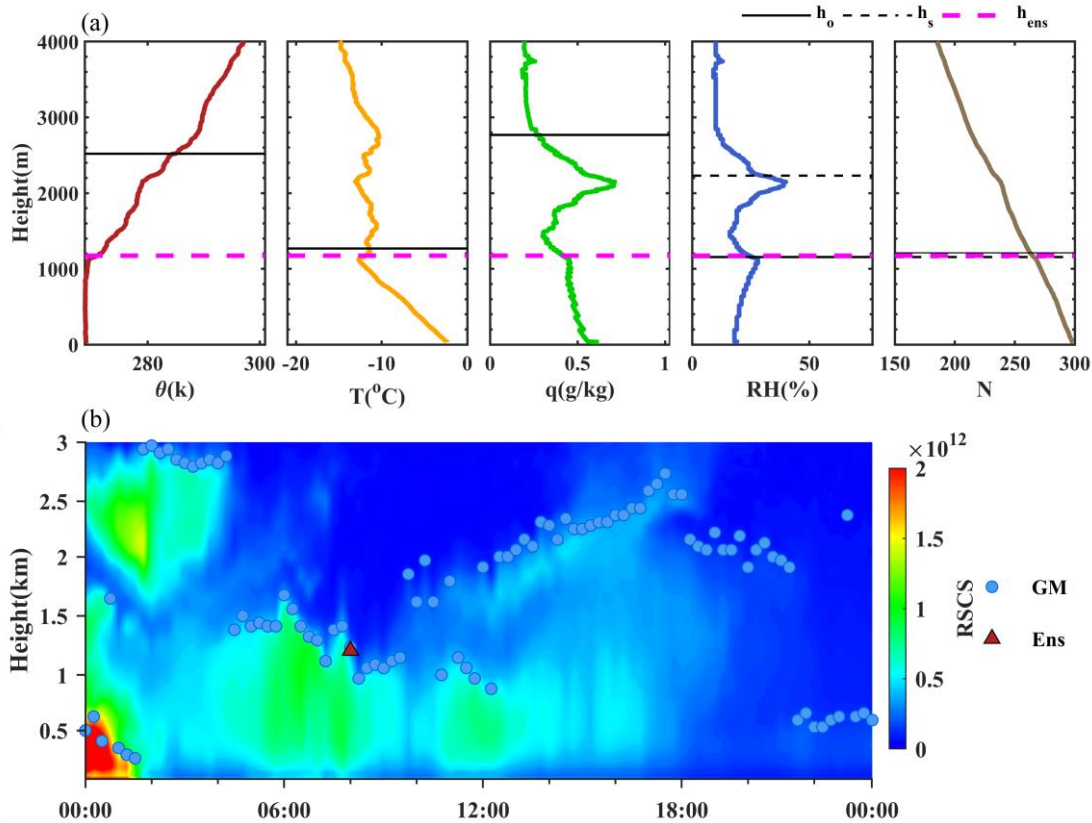 (a) h_o h_s h_ens
4000
3000
2000
1000
0
Height(m)
280 300
θ(k)
-20 -10 0
T(°C)
0 0.5 1
q(g/kg)
0 50
RH(%)
150 200 250 300
N
(b)
3
2.5
2
1.5
1
0.5
Height(km)
00:00 06:00 12:00 18:00 00:00
×10^12
2
1.5
1
0.5
0
RSCS
GM
Ens